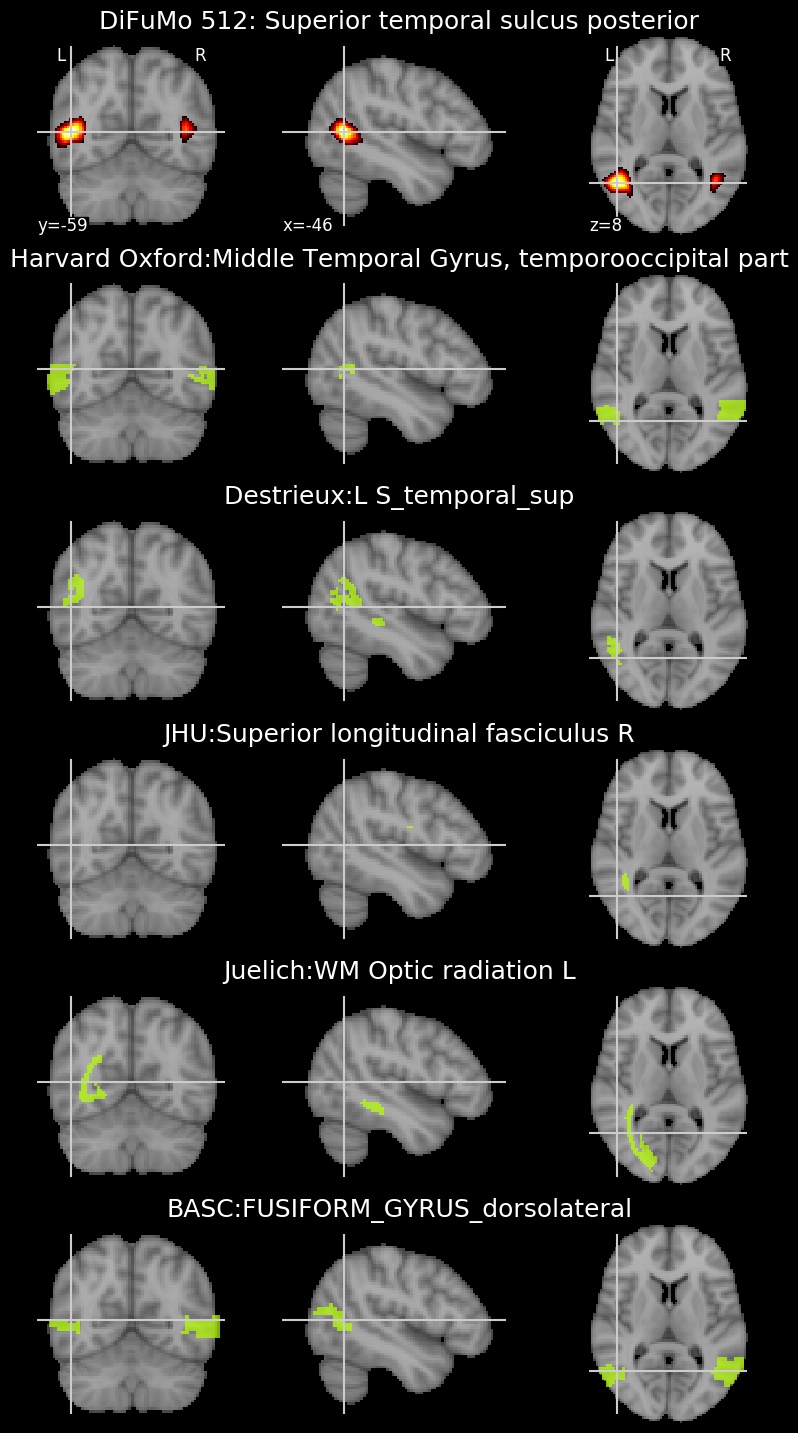 DiFuMo 512: Superior temporal sulcus posterior
L R L R
y=-59 x=-46 z=8
Harvard Oxford:Middle Temporal Gyrus, temporooccipital part
Destrieux:L S_temporal_sup
JHU:Superior longitudinal fasciculus R
Juelich:WM Optic radiation L
BASC:FUSIFORM_GYRUS_dorsolateral